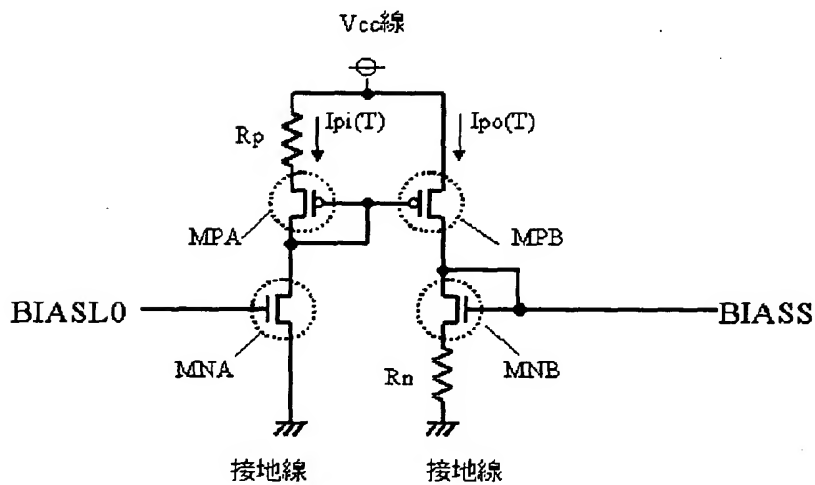 Vcc線
Rp
Ipi(T)
Ipo(T)
MPA
MPB
BIASL0
BIASS
MNA
Rn
MNB
接地線
接地線